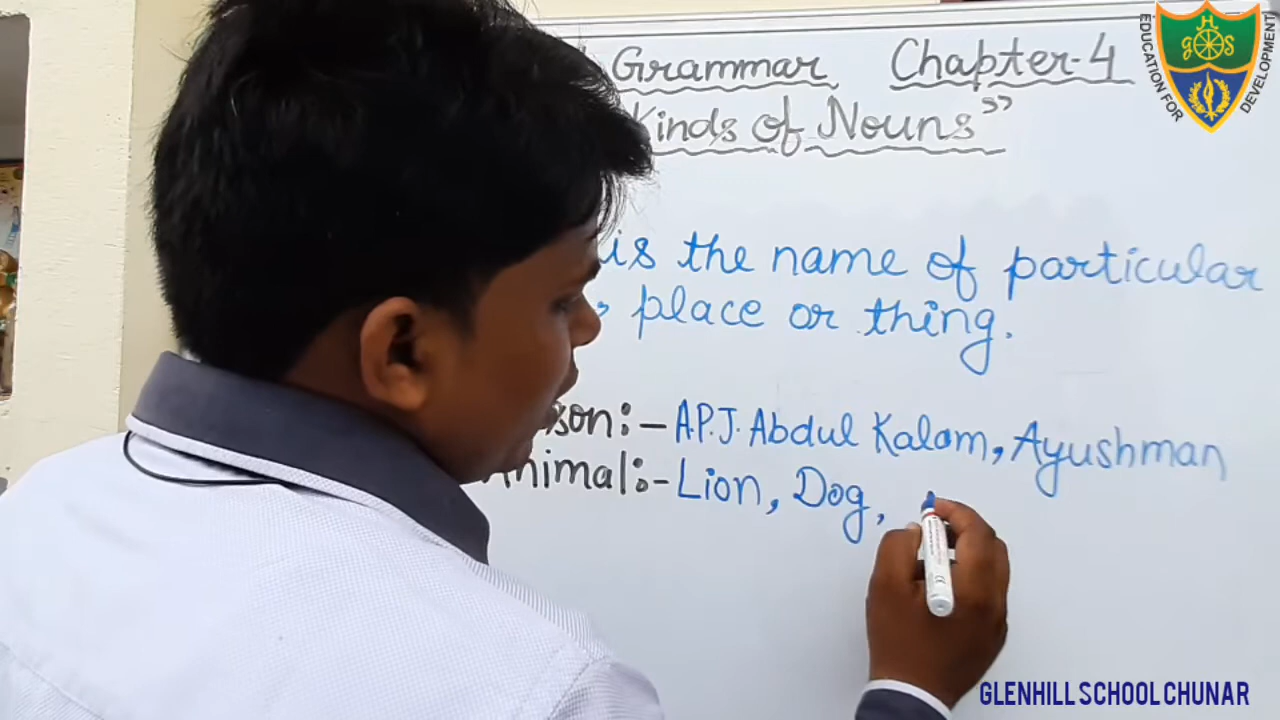 Grammar Chapter-4
Kinds of Nouns"
is the name of particular
, place or thing.
son:- A.P.J. Abdul Kalam, Ayushman
Animal:- Lion, Dog,
EDUCATION FOR DEVELOPMENT
G H S
GLENHILL SCHOOL CHUNAR